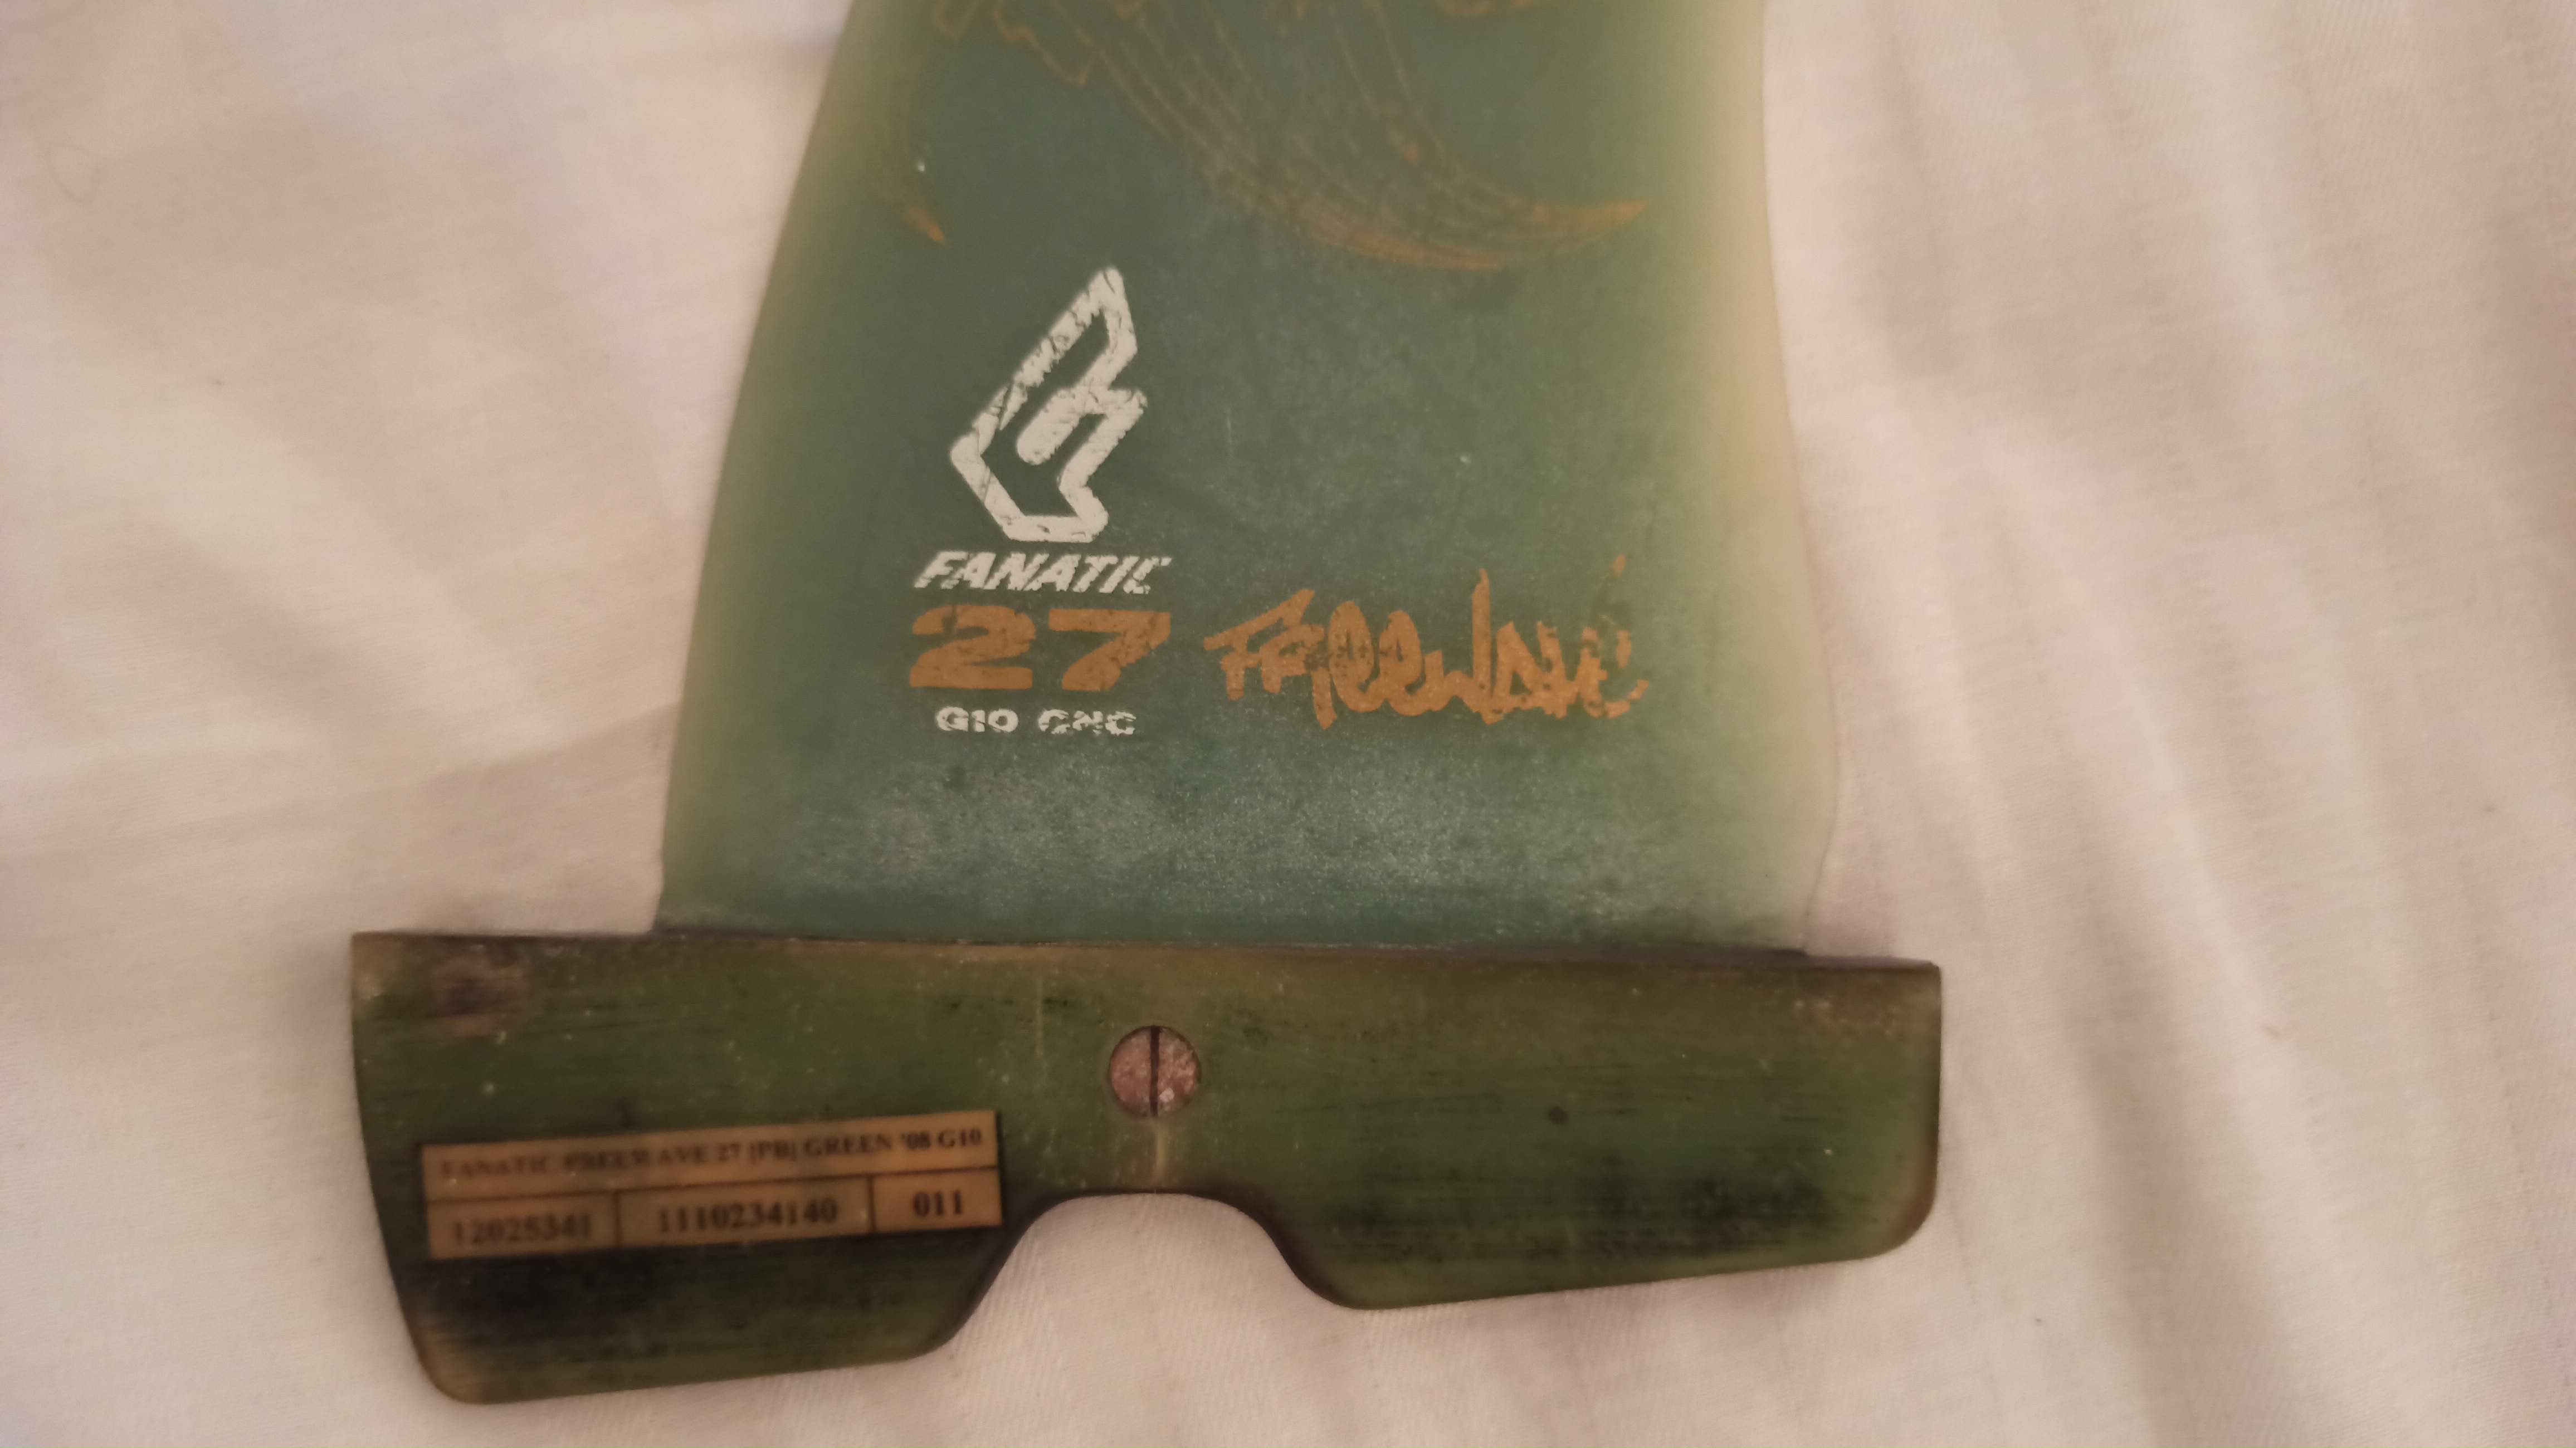 FANATIC
27 FREEWAVE
G10 CNC
FANATIC FREEWAVE 27 [PB] GREEN '08 G10
12025341 1110234140 011